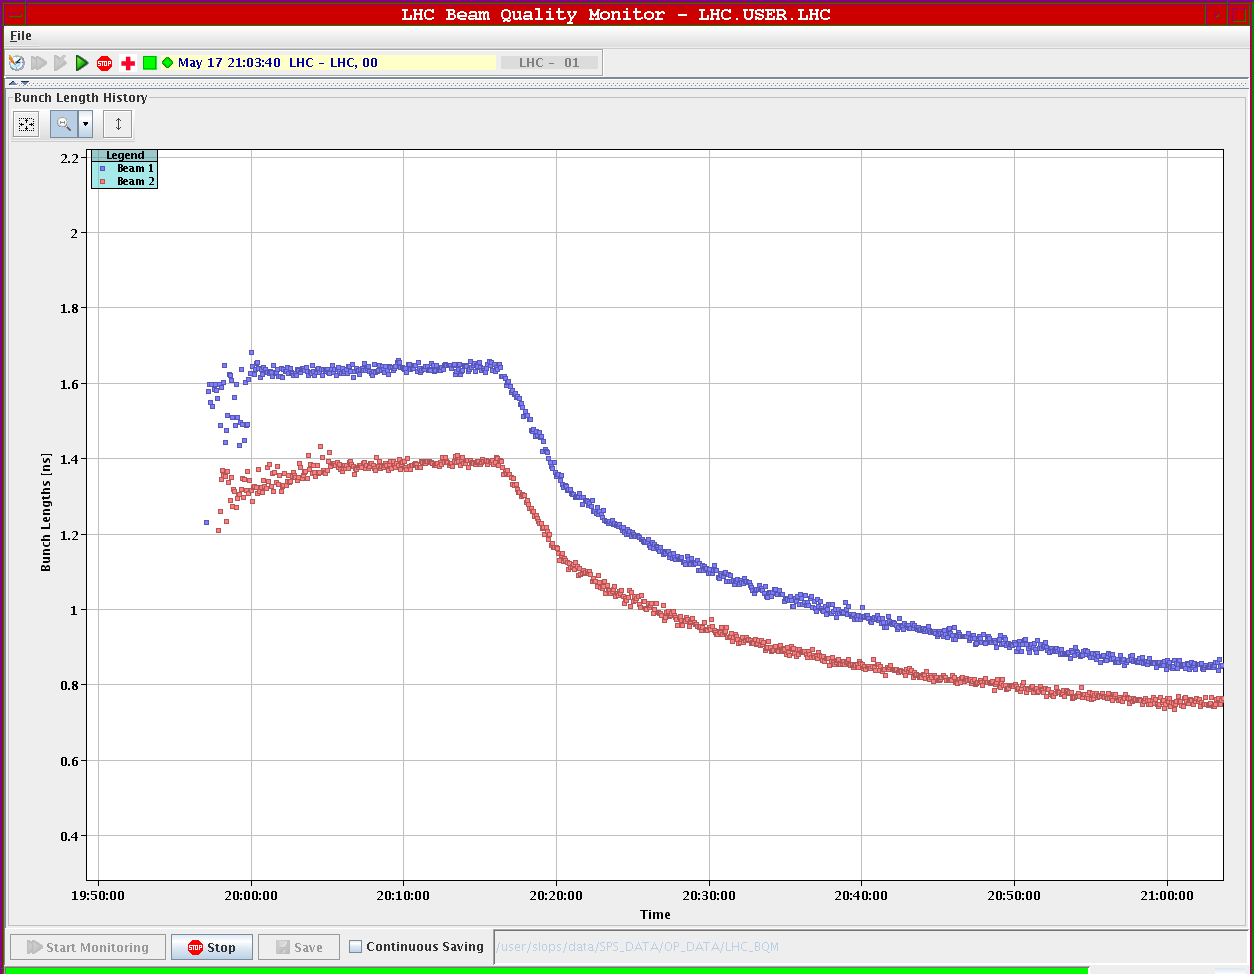 LHC Beam Quality Monitor - LHC.USER.LHC
File
STOP
May 17 21:03:40 LHC - LHC, 00
LHC - 01
Bunch Length History
Legend
Beam 1
Beam 2
2.2
2
1.8
1.6
1.4
1.2
1
0.8
0.6
0.4
Bunch Lengths [ns]
19:50:00 20:00:00 20:10:00 20:20:00 20:30:00 20:40:00 20:50:00 21:00:00
Time
Start Monitoring STOP Stop Save Continuous Saving /user/slops/data/SPS_DATA/OP_DATA/LHC_BQM